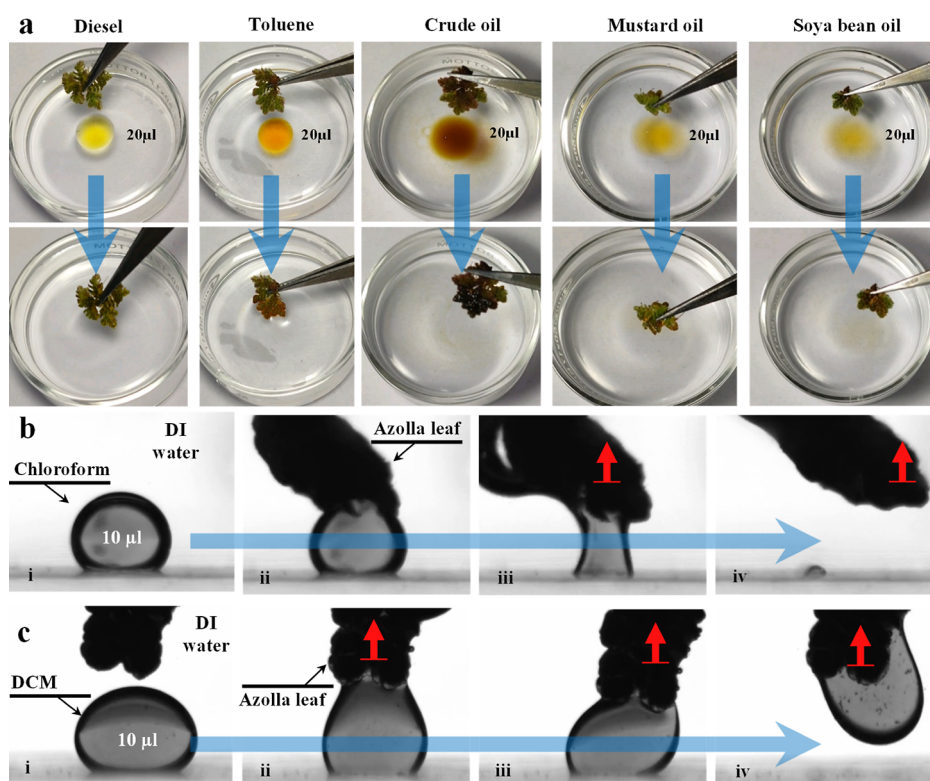 a
Diesel
Toluene
Crude oil
Mustard oil
Soya bean oil
20μl
20μl
20μl
20μl
20μl
b
DI
water
Chloroform
10 μl
i
Azolla leaf
ii
iii
iv
c
DI
water
DCM
10 μl
i
Azolla leaf
ii
iii
iv